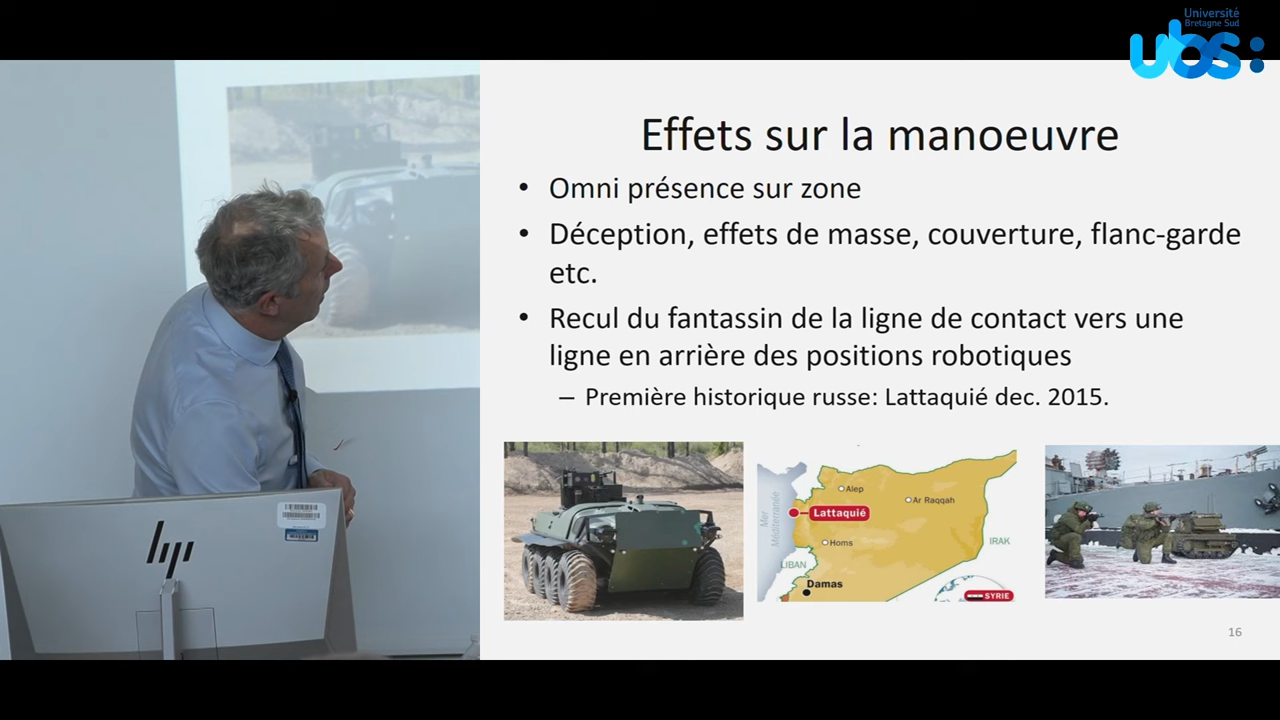 Université
Bretagne Sud
ubs:
Effets sur la manoeuvre
• Omni présence sur zone
• Déception, effets de masse, couverture, flanc-garde
etc.
• Recul du fantassin de la ligne de contact vers une
ligne en arrière des positions robotiques
– Première historique russe: Lattaquié dec. 2015.
Mer
Méditerranée
Alep
Ar Raqqah
Lattaquié
Homs
IRAK
LIBAN
Damas
SYRIE
hp
16